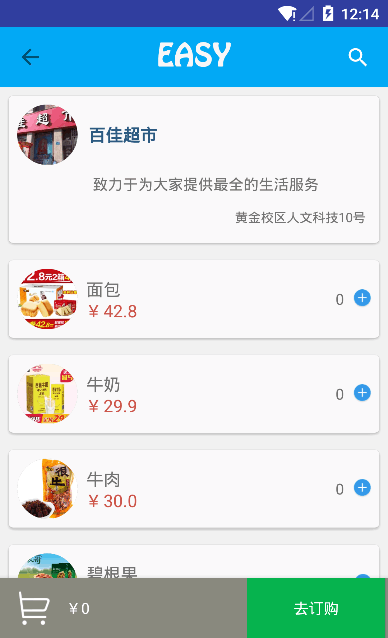 12:14
EASY
百佳超市
致力于为大家提供最全的生活服务
黄金校区人文科技10号
面包
￥42.8
0
牛奶
￥29.9
0
牛肉
￥30.0
0
碧根果
￥0
去订购